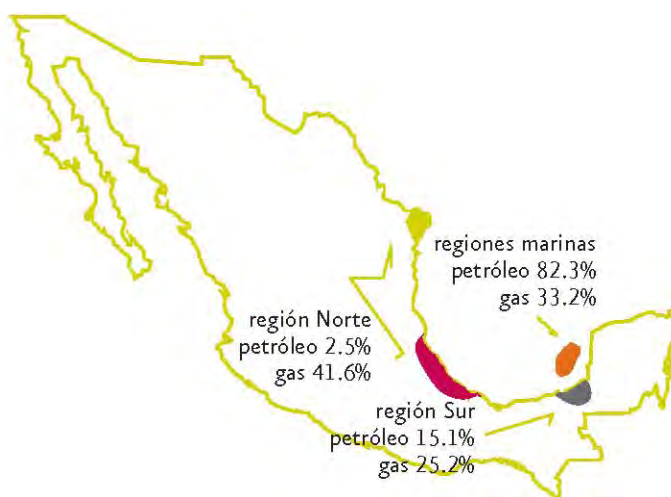 regiones marinas
petróleo 82.3%
gas 33.2%
región Norte
petróleo 2.5%
gas 41.6%
región Sur
petróleo 15.1%
gas 25.2%